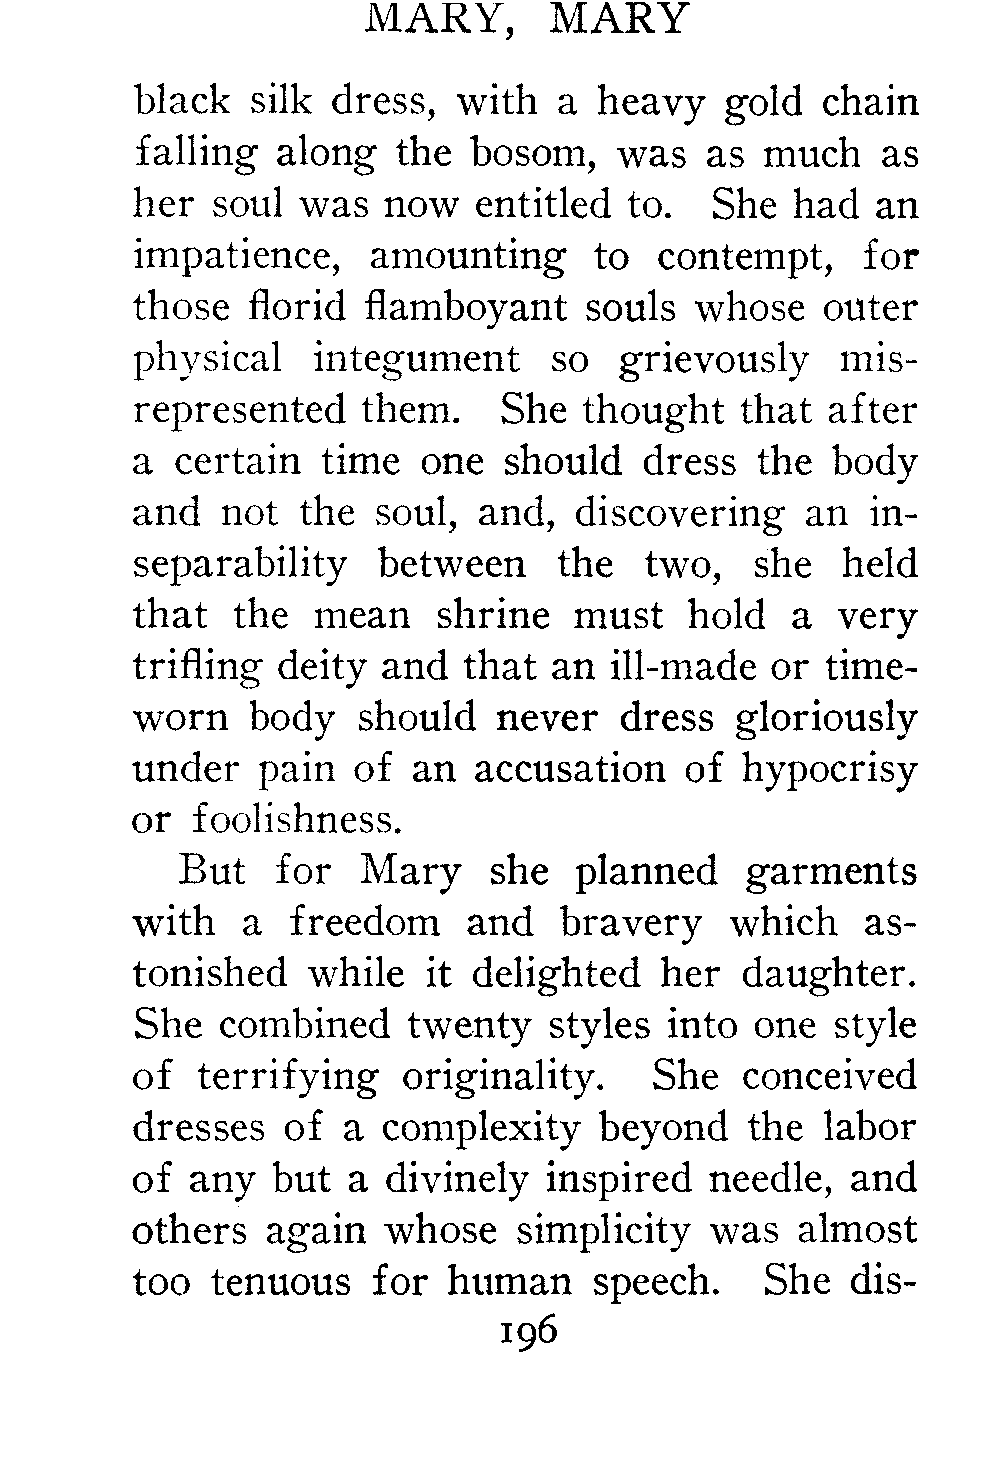 MARY, MARY
black silk dress, with a heavy gold chain
falling along the bosom, was as much as
her soul was now entitled to. She had an
impatience, amounting to contempt, for
those florid flamboyant souls whose outer
physical integument so grievously mis-
represented them. She thought that after
a certain time one should dress the body
and not the soul, and, discovering an in-
separability between the two, she held
that the mean shrine must hold a very
trifling deity and that an ill-made or time-
worn body should never dress gloriously
under pain of an accusation of hypocrisy
or foolishness.
But for Mary she planned garments
with a freedom and bravery which as-
tonished while it delighted her daughter.
She combined twenty styles into one style
of terrifying originality. She conceived
dresses of a complexity beyond the labor
of any but a divinely inspired needle, and
others again whose simplicity was almost
too tenuous for human speech. She dis-
196